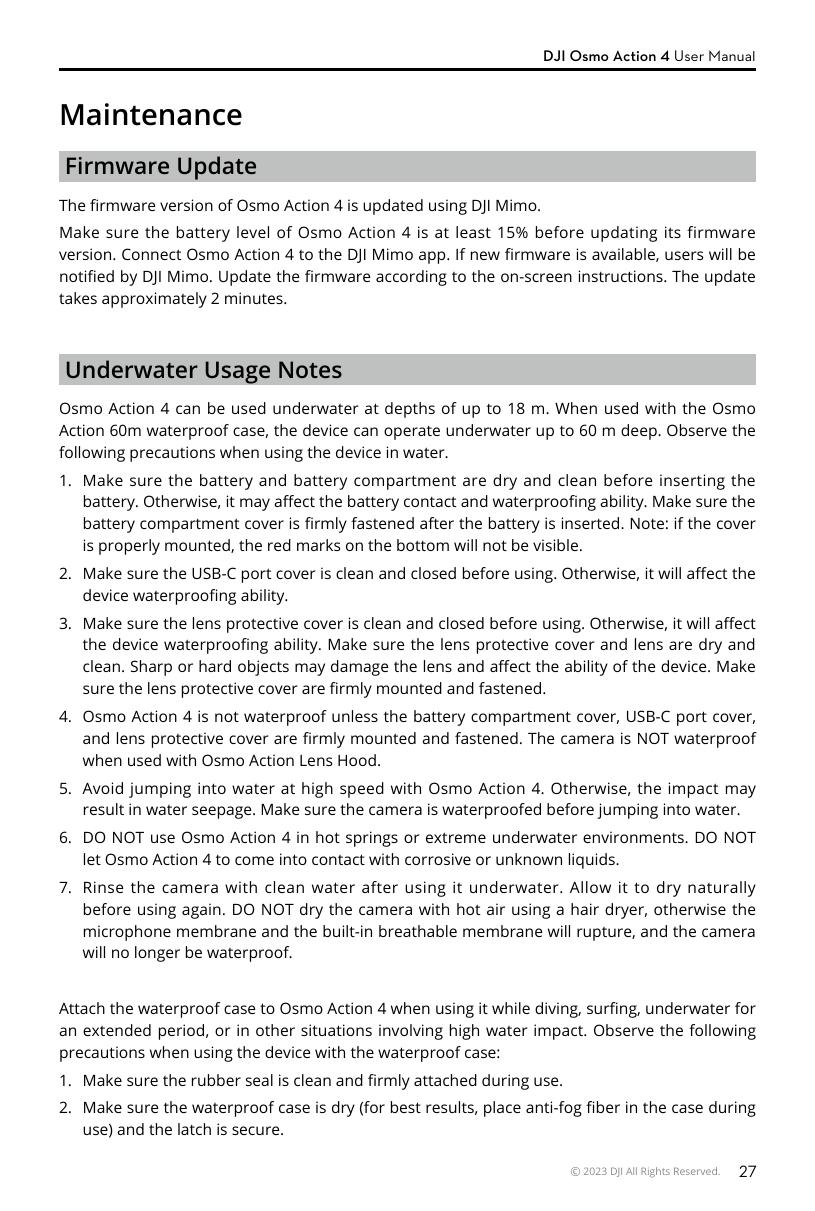 DJI Osmo Action 4 User Manual
Maintenance
Firmware Update
The firmware version of Osmo Action 4 is updated using DJI Mimo.
Make sure the battery level of Osmo Action 4 is at least 15% before updating its firmware
version. Connect Osmo Action 4 to the DJI Mimo app. If new firmware is available, users will be
notified by DJI Mimo. Update the firmware according to the on-screen instructions. The update
takes approximately 2 minutes.
Underwater Usage Notes
Osmo Action 4 can be used underwater at depths of up to 18 m. When used with the Osmo
Action 60m waterproof case, the device can operate underwater up to 60 m deep. Observe the
following precautions when using the device in water.
1. Make sure the battery and battery compartment are dry and clean before inserting the
battery. Otherwise, it may affect the battery contact and waterproofing ability. Make sure the
battery compartment cover is firmly fastened after the battery is inserted. Note: if the cover
is properly mounted, the red marks on the bottom will not be visible.
2. Make sure the USB-C port cover is clean and closed before using. Otherwise, it will affect the
device waterproofing ability.
3. Make sure the lens protective cover is clean and closed before using. Otherwise, it will affect
the device waterproofing ability. Make sure the lens protective cover and lens are dry and
clean. Sharp or hard objects may damage the lens and affect the ability of the device. Make
sure the lens protective cover are firmly mounted and fastened.
4. Osmo Action 4 is not waterproof unless the battery compartment cover, USB-C port cover,
and lens protective cover are firmly mounted and fastened. The camera is NOT waterproof
when used with Osmo Action Lens Hood.
5. Avoid jumping into water at high speed with Osmo Action 4. Otherwise, the impact may
result in water seepage. Make sure the camera is waterproofed before jumping into water.
6. DO NOT use Osmo Action 4 in hot springs or extreme underwater environments. DO NOT
let Osmo Action 4 to come into contact with corrosive or unknown liquids.
7. Rinse the camera with clean water after using it underwater. Allow it to dry naturally
before using again. DO NOT dry the camera with hot air using a hair dryer, otherwise the
microphone membrane and the built-in breathable membrane will rupture, and the camera
will no longer be waterproof.
Attach the waterproof case to Osmo Action 4 when using it while diving, surfing, underwater for
an extended period, or in other situations involving high water impact. Observe the following
precautions when using the device with the waterproof case:
1. Make sure the rubber seal is clean and firmly attached during use.
2. Make sure the waterproof case is dry (for best results, place anti-fog fiber in the case during
use) and the latch is secure.
© 2023 DJI All Rights Reserved. 27